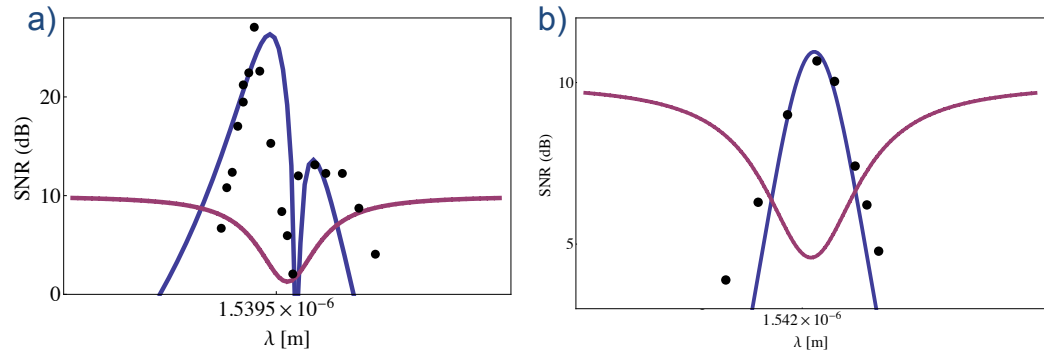 a)
SNR (dB)
20
10
0
1.5395 × 10⁻⁶
λ [m]
b)
SNR (dB)
10
5
1.542 × 10⁻⁶
λ [m]